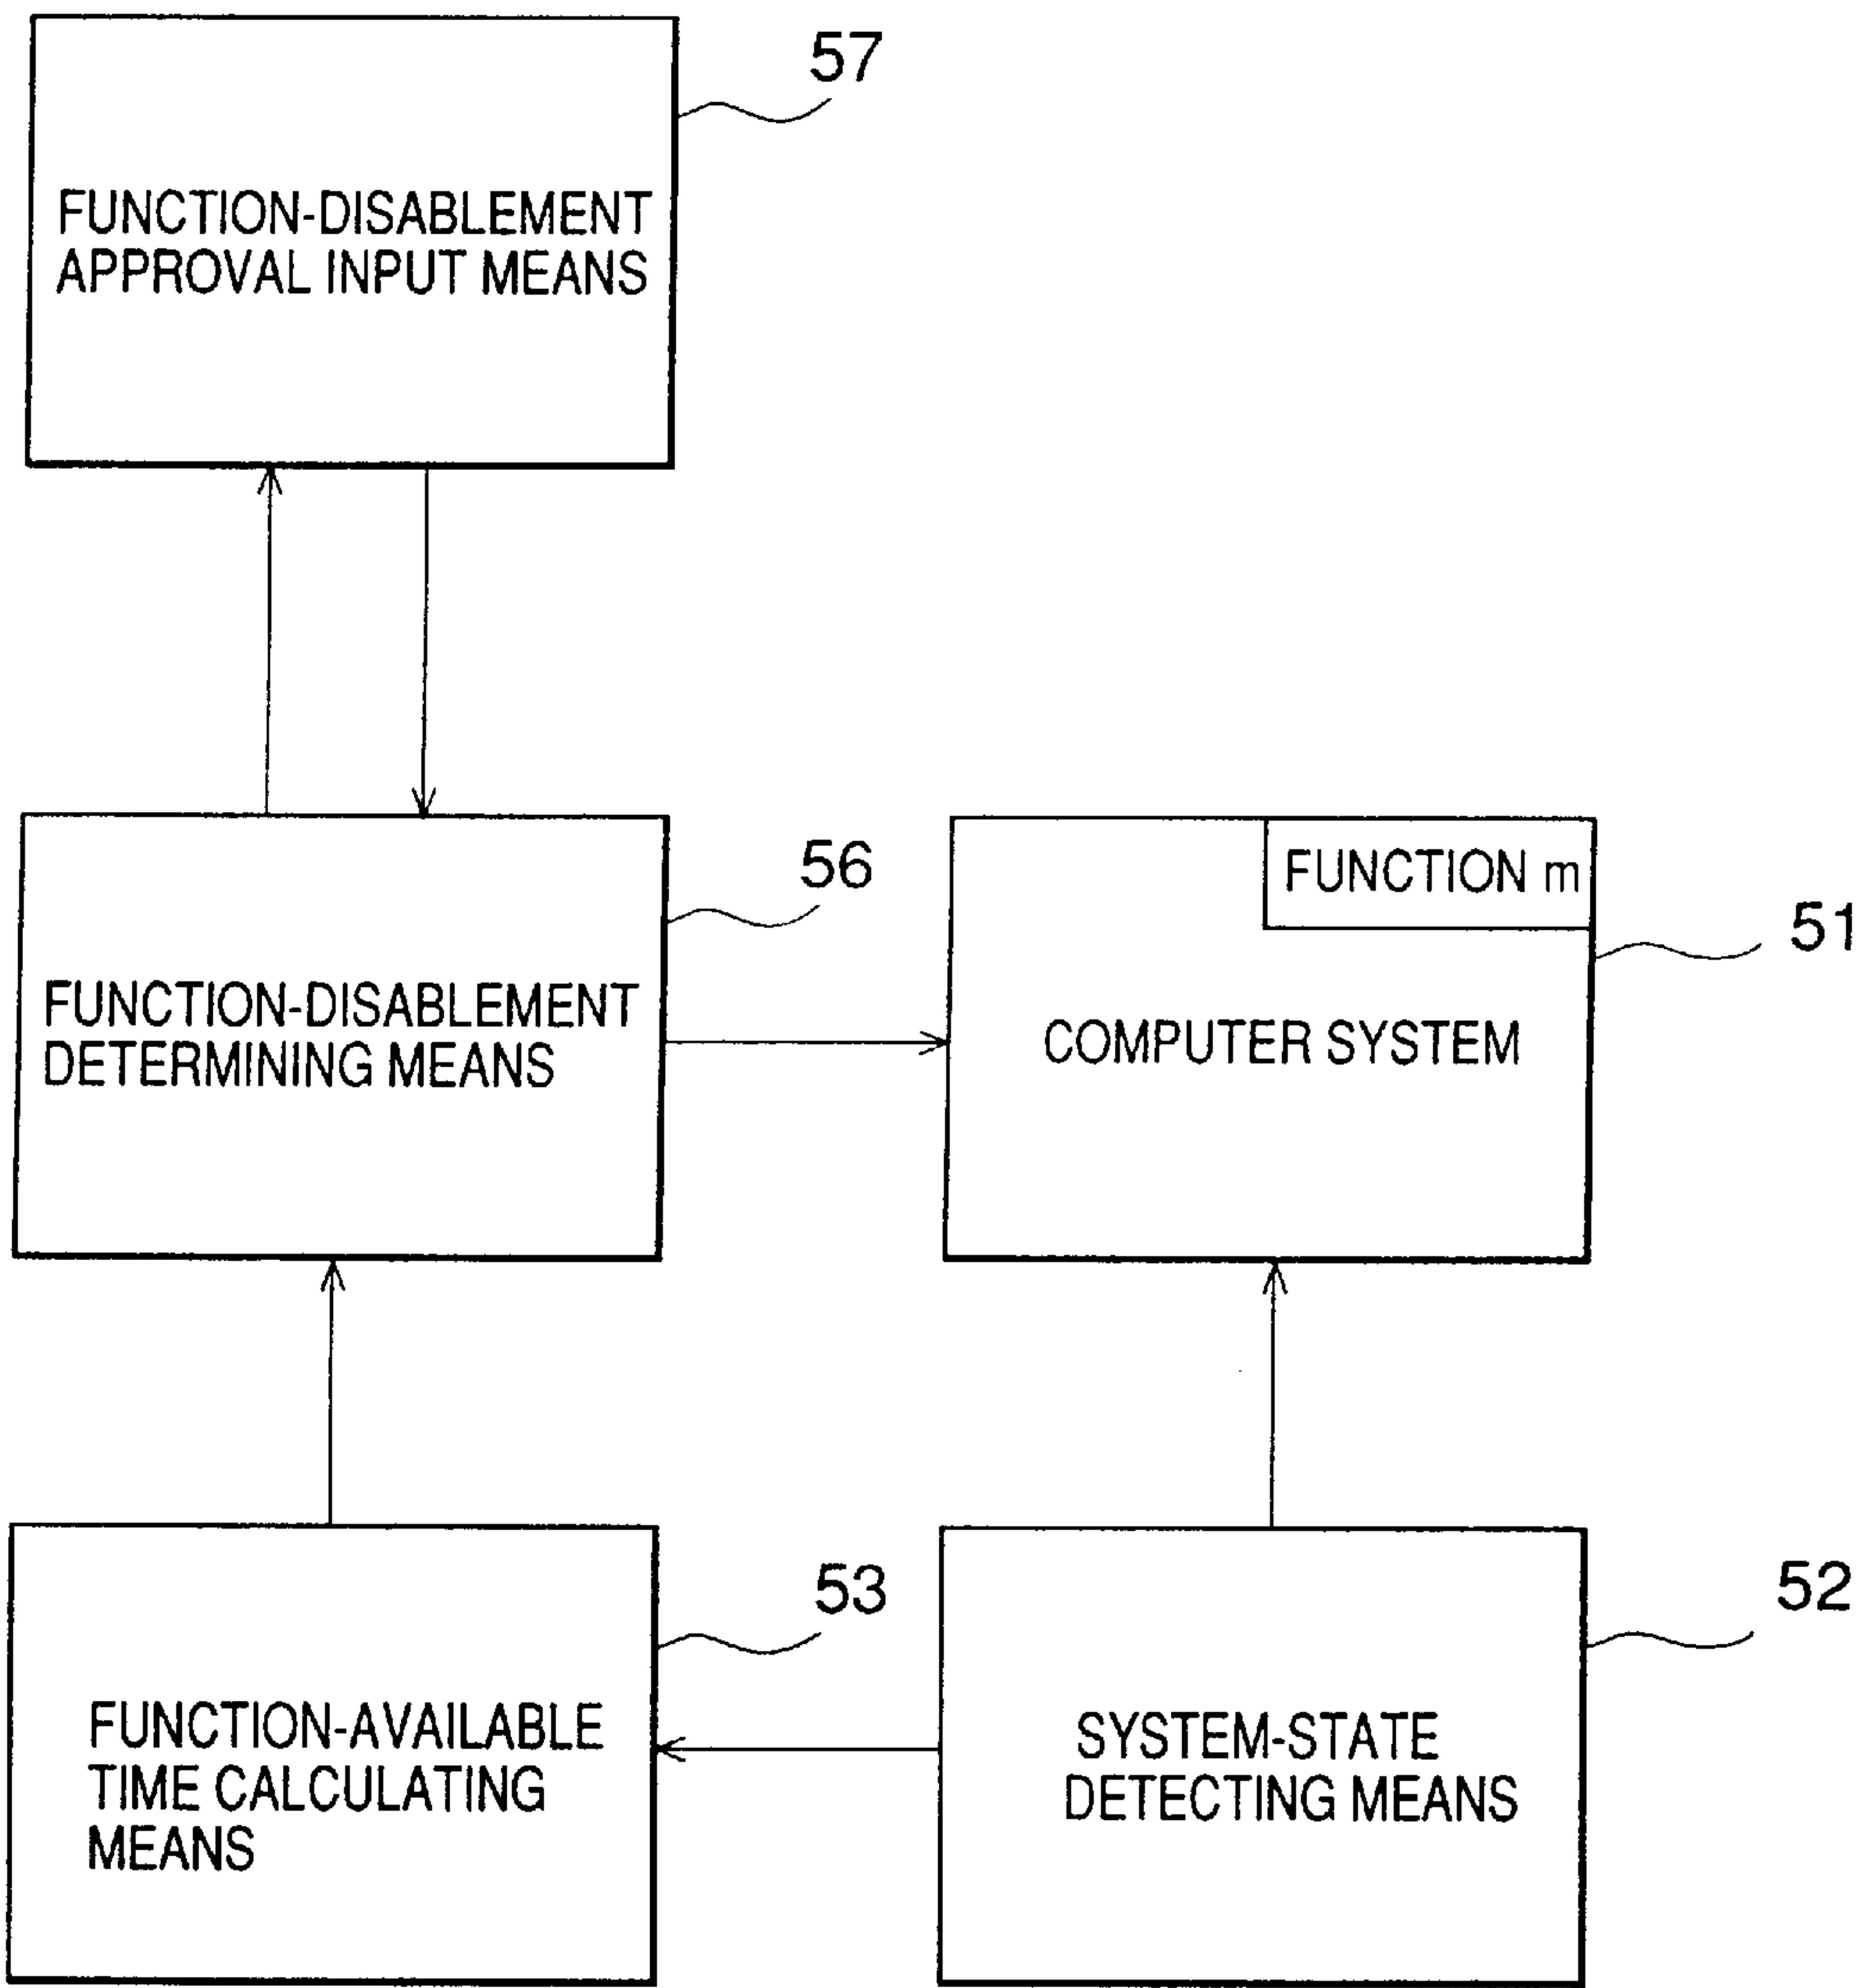 57
FUNCTION-DISABLEMENT
APPROVAL INPUT MEANS
56
FUNCTION-DISABLEMENT
DETERMINING MEANS
FUNCTION m
51
COMPUTER SYSTEM
53
FUNCTION-AVAILABLE
TIME CALCULATING
MEANS
52
SYSTEM-STATE
DETECTING MEANS